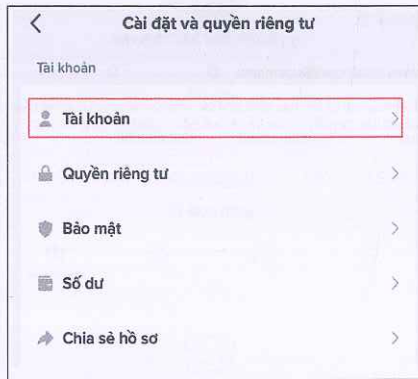 Cài đặt và quyền riêng tư
Tài khoản
Tài khoản
Quyền riêng tư
Bảo mật
Số dư
Chia sẻ hồ sơ